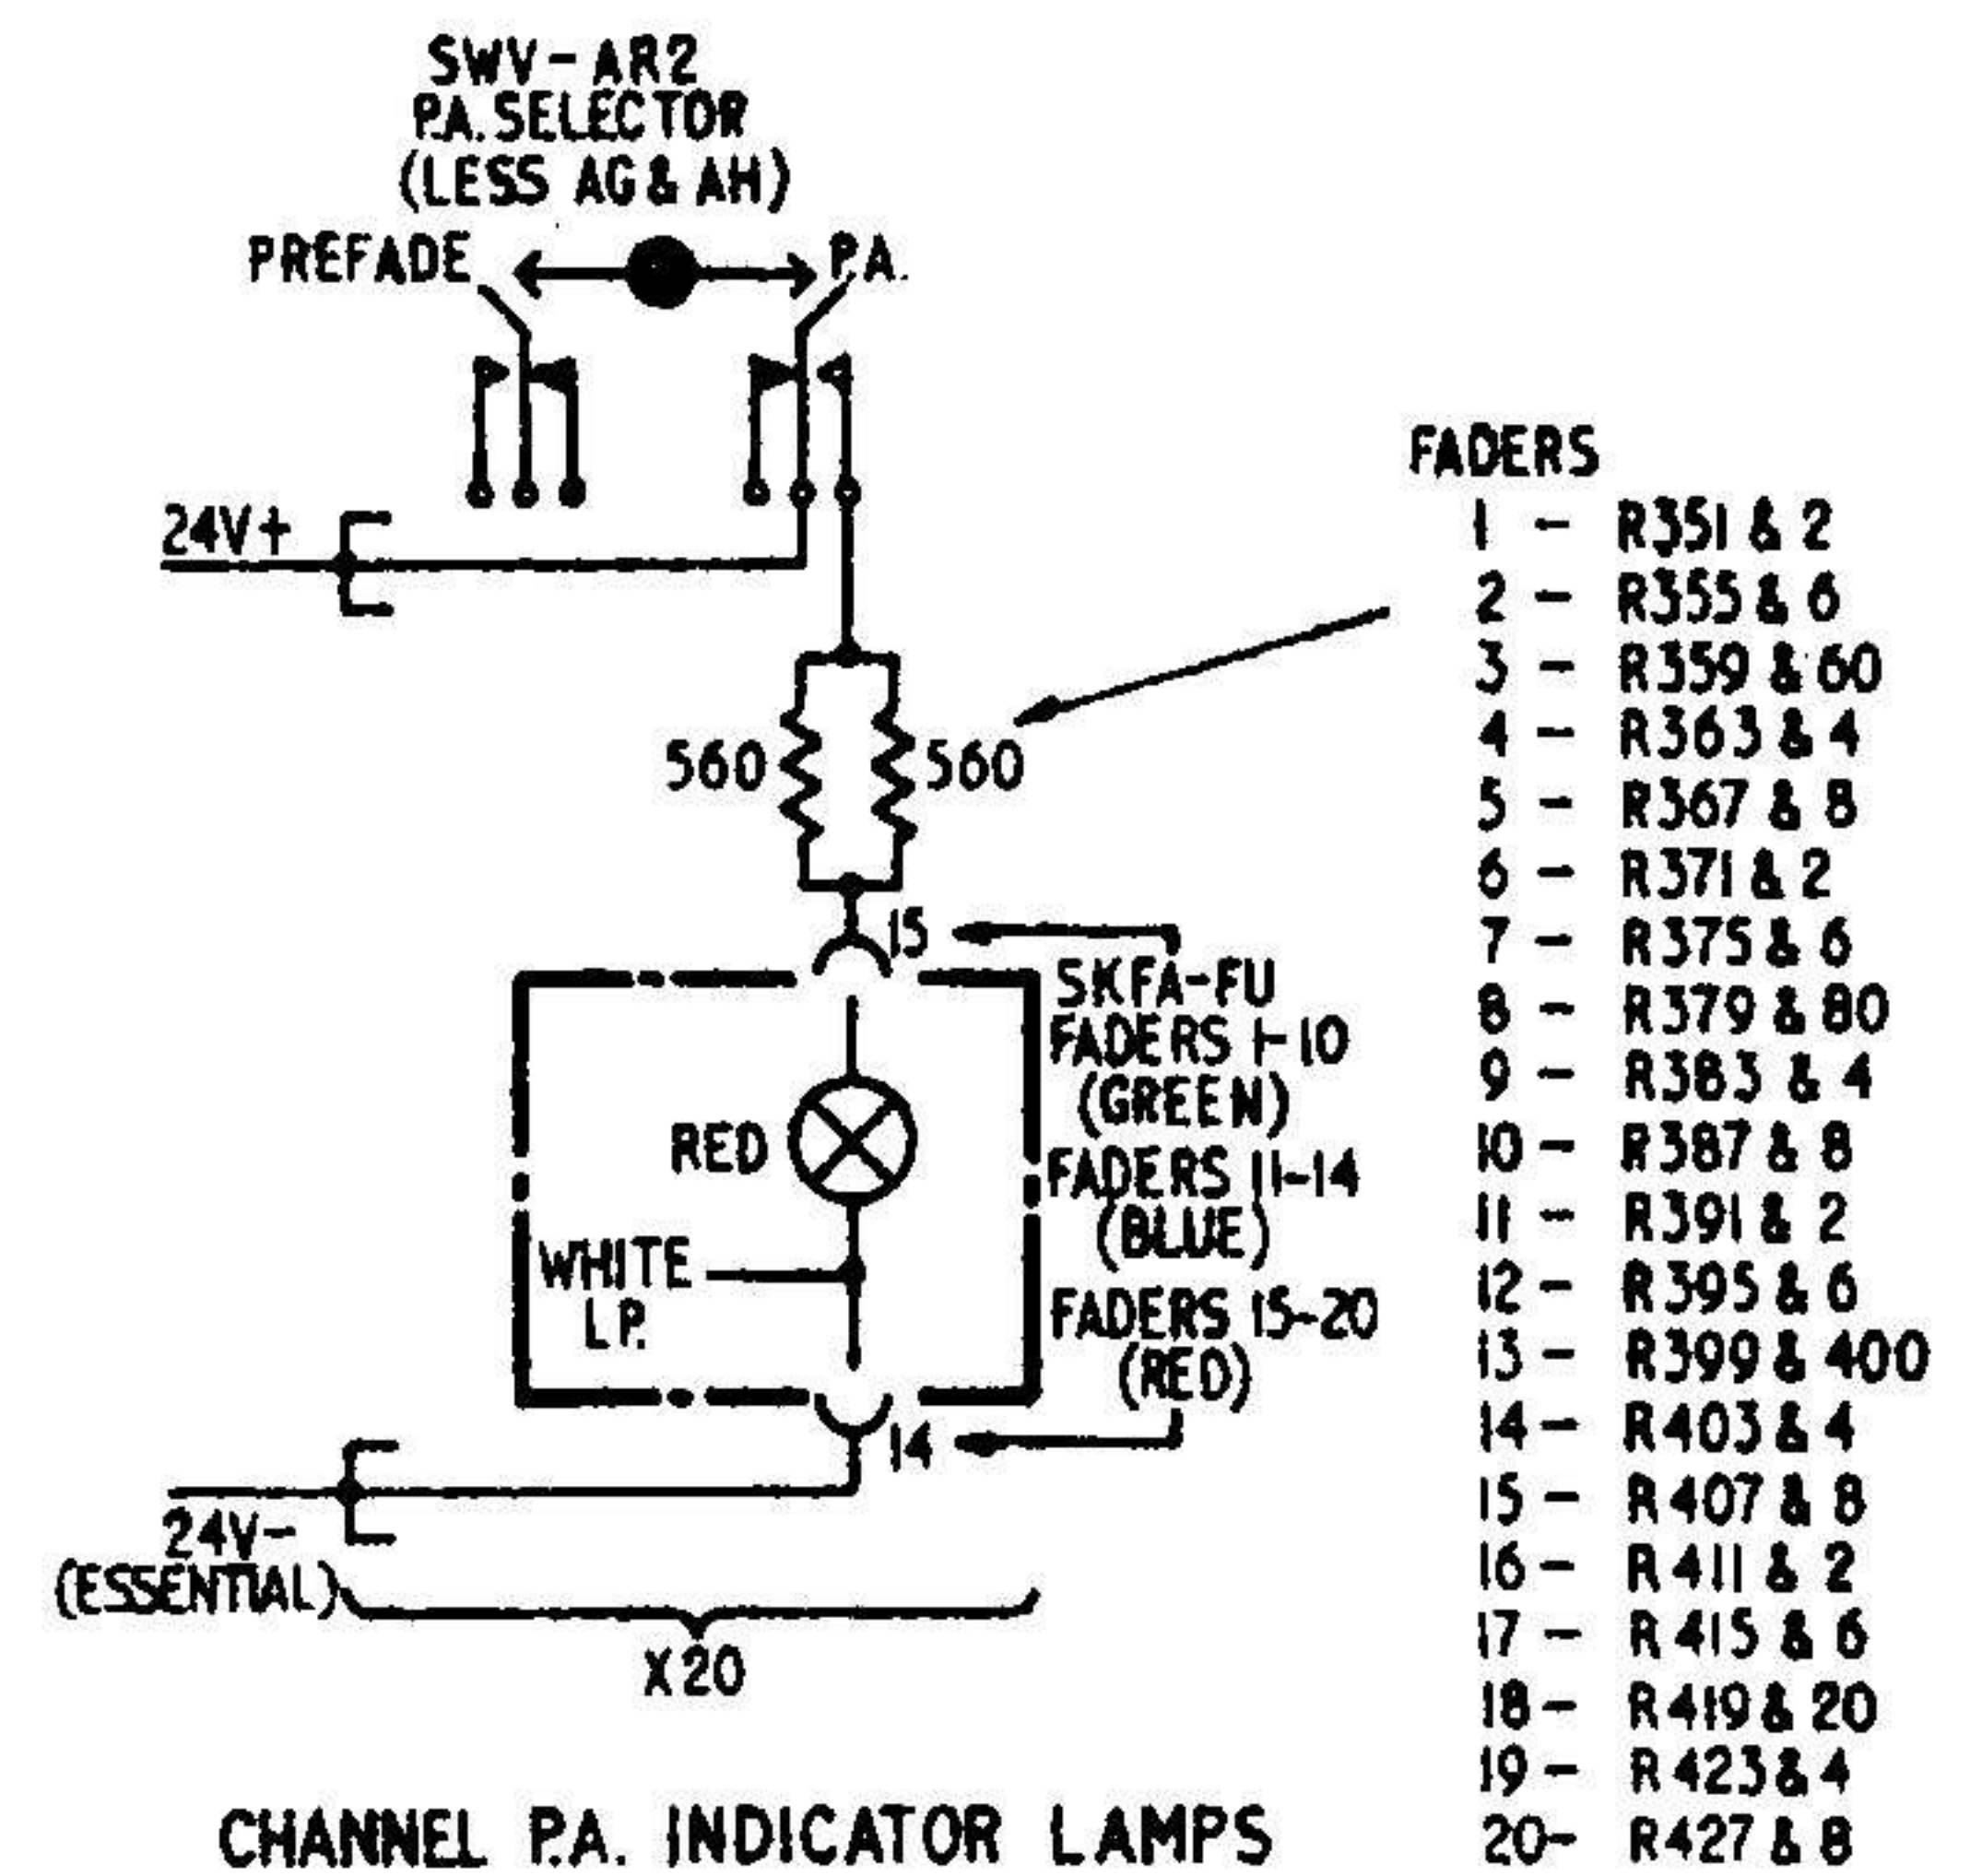 SWV-AR2
P.A. SELECTOR
(LESS AG & AH)
PREFADE
P.A.
24V+
560
560
15
SKFA-FU
FADERS 1-10
(GREEN)
FADERS 11-14
(BLUE)
FADERS 15-20
(RED)
RED
WHITE
LP.
14
24V-
(ESSENTIAL)
X20
CHANNEL P.A. INDICATOR LAMPS
FADERS
1 - R351 & 2
2 - R355 & 6
3 - R359 & 60
4 - R363 & 4
5 - R367 & 8
6 - R371 & 2
7 - R375 & 6
8 - R379 & 80
9 - R383 & 4
10 - R387 & 8
11 - R391 & 2
12 - R395 & 6
13 - R399 & 400
14 - R403 & 4
15 - R407 & 8
16 - R411 & 2
17 - R415 & 6
18 - R419 & 20
19 - R423 & 4
20 - R427 & 8